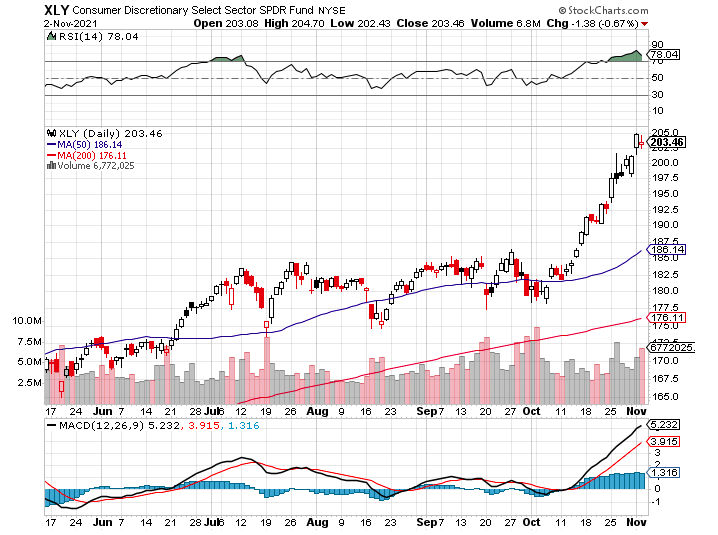 XLY Consumer Discretionary Select Sector SPDR Fund NYSE © StockCharts.com
2-Nov-2021 Open 203.08 High 204.70 Low 202.43 Close 203.46 Volume 6.8M Chg -1.38 (-0.67%)
RSI(14) 78.04
90
78.04
50
30
10
XLY (Daily) 203.46
MA(50) 186.14
MA(200) 176.11
Volume 6,772,025
205.0
203.46
200.0
197.5
195.0
192.5
190.0
187.5
186.14
185.0
182.5
180.0
177.5
176.11
175.0
6772025
170.0
167.5
165.0
10.0M
7.5M
5.0M
2.5M
17 24 Jun 7 14 21 28 Jul 6 12 19 26 Aug 9 16 23 Sep 7 13 20 27 Oct 11 18 25 Nov
MACD(12,26,9) 5.232, 3.915, 1.316
5.232
3.915
3
2
1.316
0
-1
17 24 Jun 7 14 21 28 Jul 6 12 19 26 Aug 9 16 23 Sep 7 13 20 27 Oct 11 18 25 Nov